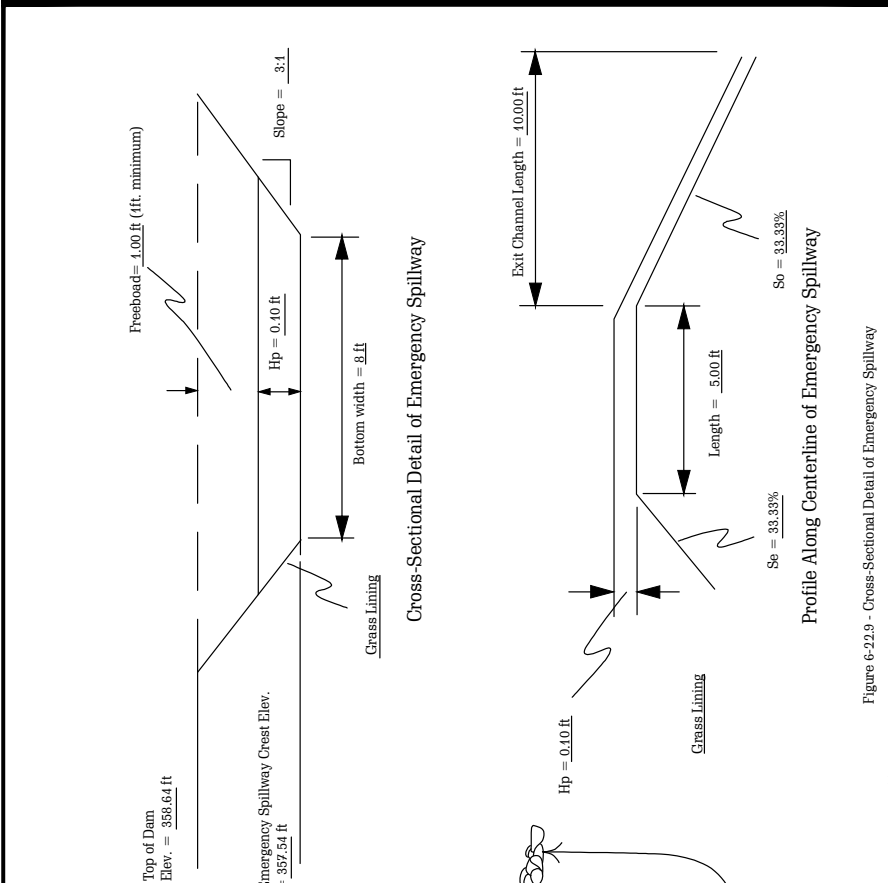 Top of Dam
Elev. = 358.64 ft
Freeboad= 1.00 ft (1ft. minimum)
Slope = 3:1
Hp = 0.10 ft
Emergency Spillway Crest Elev.
= 357.54 ft
Bottom width = 8 ft
Grass Lining
Cross-Sectional Detail of Emergency Spillway
Exit Channel Length = 10.00 ft
Hp = 0.10 ft
Grass Lining
Length = 5.00 ft
Se = 33.33%
So = 33.33%
Profile Along Centerline of Emergency Spillway
Figure 6-22.9 - Cross-Sectional Detail of Emergency Spillway